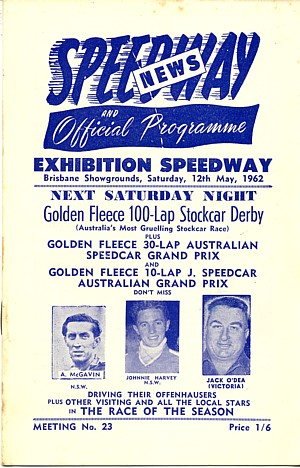 SPEEDWAY
NEWS
AND
Official Programme
EXHIBITION SPEEDWAY
Brisbane Showgrounds, Saturday, 12th May, 1962
NEXT SATURDAY NIGHT
Golden Fleece 100-Lap Stockcar Derby
(Australia's Most Gruelling Stockcar Race)
PLUS
GOLDEN FLEECE 30-LAP AUSTRALIAN
SPEEDCAR GRAND PRIX
AND
GOLDEN FLEECE 10-LAP J. SPEEDCAR
AUSTRALIAN GRAND PRIX
DON'T MISS
A. McGAVIN
N.S.W.
JOHNNIE HARVEY
N.S.W.
JACK O'DEA
(VICTORIA)
DRIVING THEIR OFFENHAUSERS
PLUS OTHER VISITING AND ALL THE LOCAL STARS
IN THE RACE OF THE SEASON
MEETING No. 23 Price 1/6